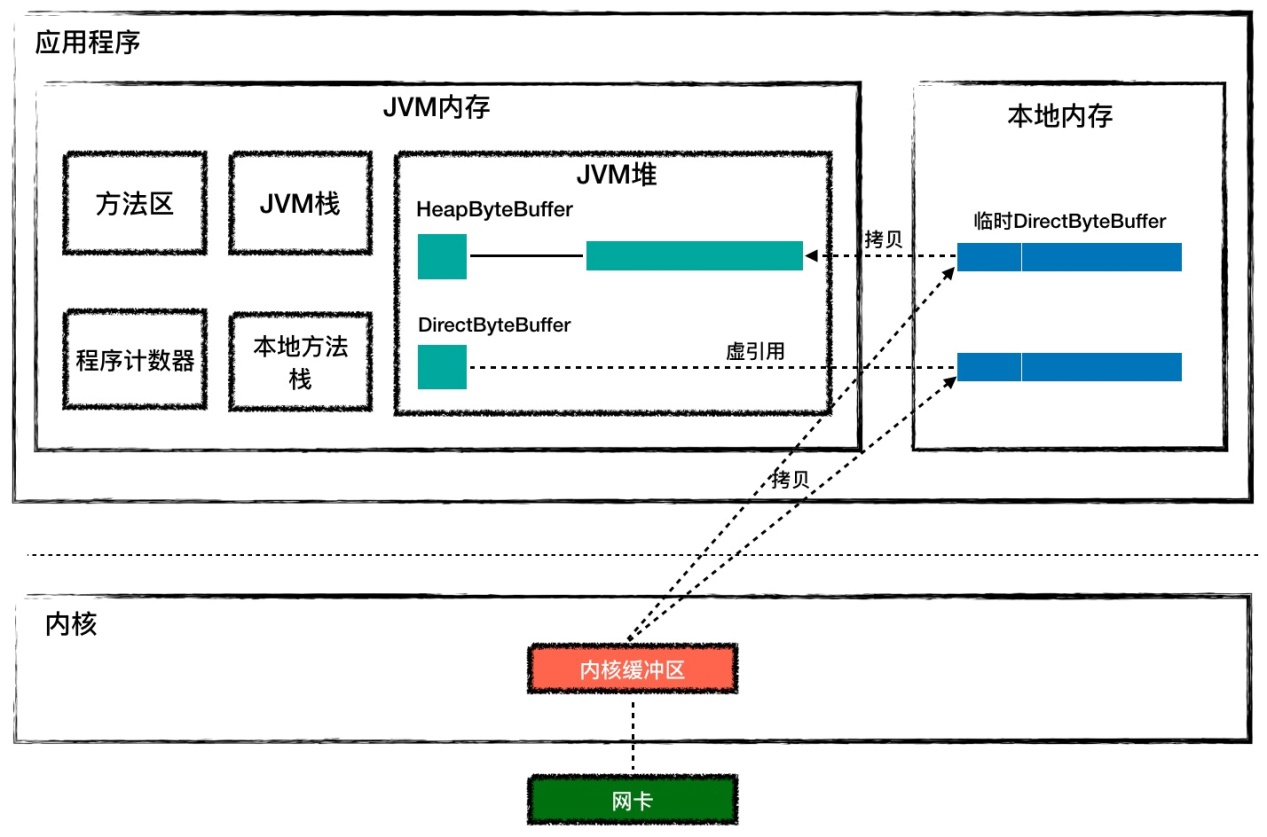 应用程序
JVM内存
本地内存
方法区
JVM栈
JVM堆
HeapByteBuffer
拷贝
临时DirectByteBuffer
程序计数器
本地方法
栈
DirectByteBuffer
虚引用
拷贝
内核
内核缓冲区
网卡